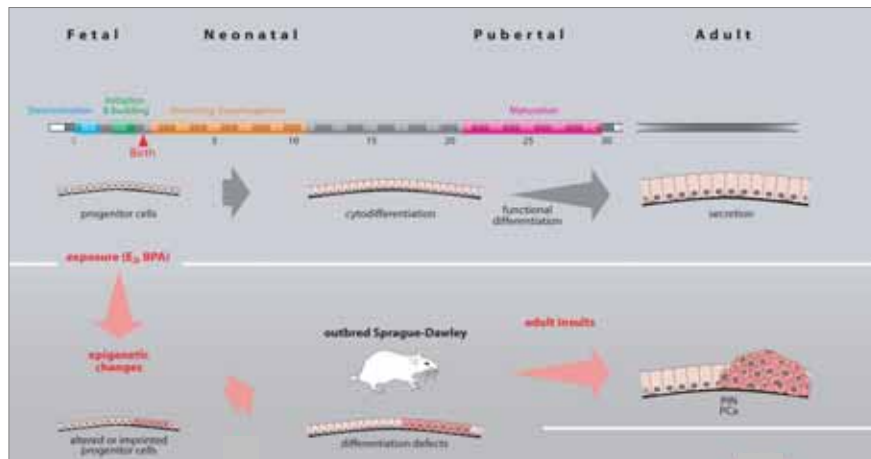 Fetal Neonatal Pubertal Adult
Determination
Initiation
& Budding
Branching Morphogenesis
Maturation
1 5 10 15 20 25 30
Birth
progenitor cells
cytodifferentiation
functional
differentiation
secretion
exposure (E₂, BPA)
epigenetic
changes
outbred Sprague-Dawley
adult insults
PIN
PCa
altered or imprinted
progenitor cells
differentiation defects